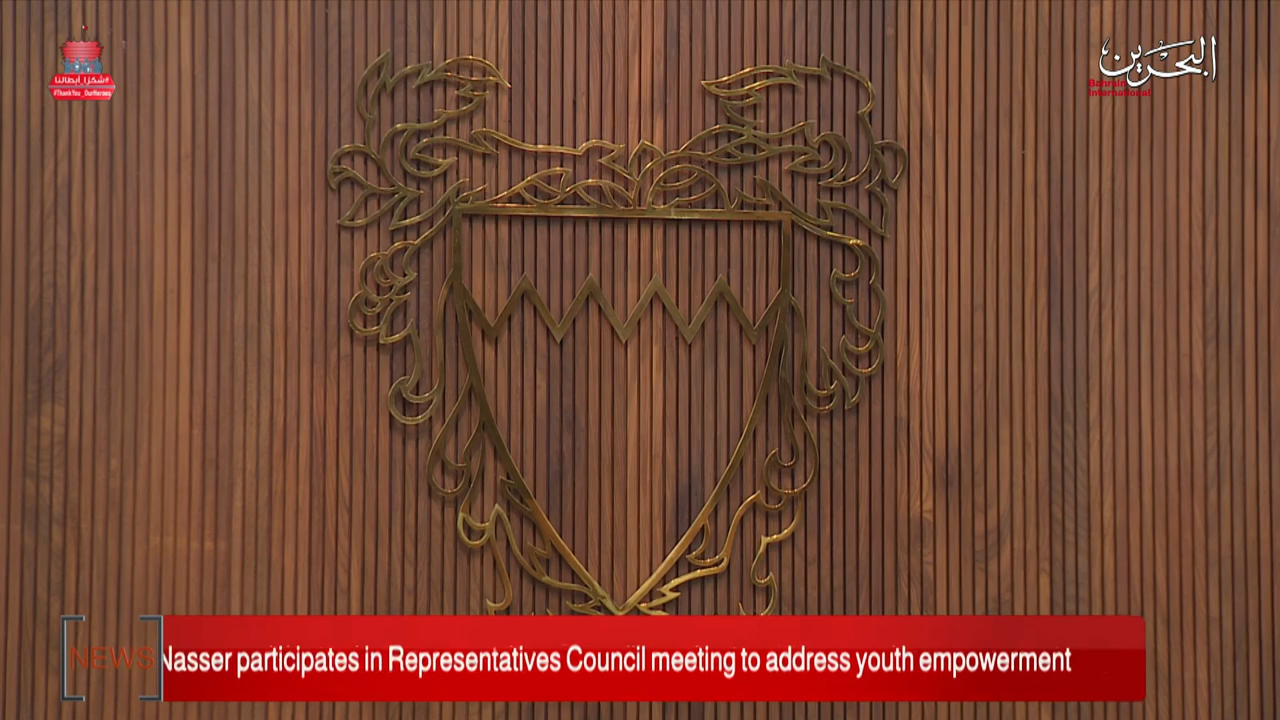 #شكرا_أبطالنا
#ThankYou_OurHeroes
البحرين
Bahrain
International
NEWS
Nasser participates in Representatives Council meeting to address youth empowerment